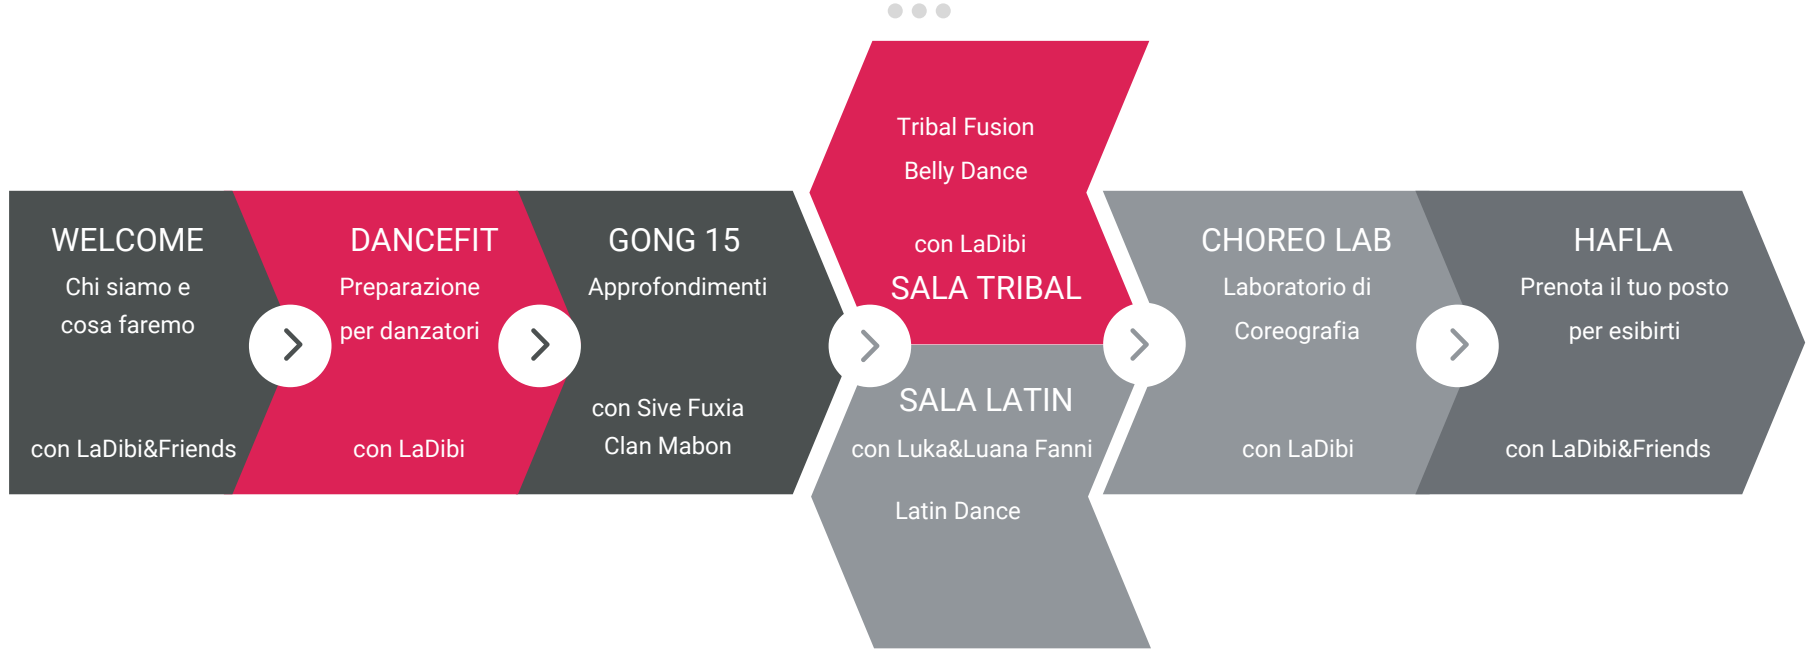 WELCOME
Chi siamo e
cosa faremo
con LaDibi&Friends
DANCEFIT
Preparazione
per danzatori
con LaDibi
GONG 15
Approfondimenti
con Sive Fuxia
Clan Mabon
Tribal Fusion
Belly Dance
con LaDibi
SALA TRIBAL
SALA LATIN
con Luka&Luana Fanni
Latin Dance
CHOREO LAB
Laboratorio di
Coreografia
con LaDibi
HAFLA
Prenota il tuo posto
per esibirti
con LaDibi&Friends